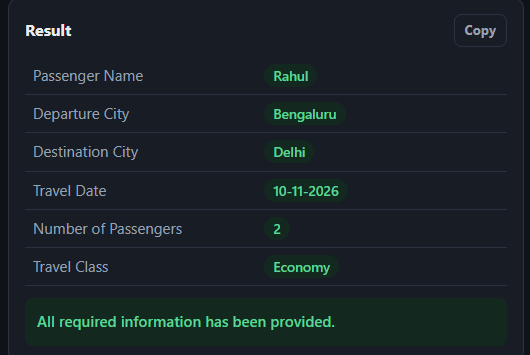 Result
Copy
Passenger Name Rahul
Departure City Bengaluru
Destination City Delhi
Travel Date 10-11-2026
Number of Passengers 2
Travel Class Economy
All required information has been provided.